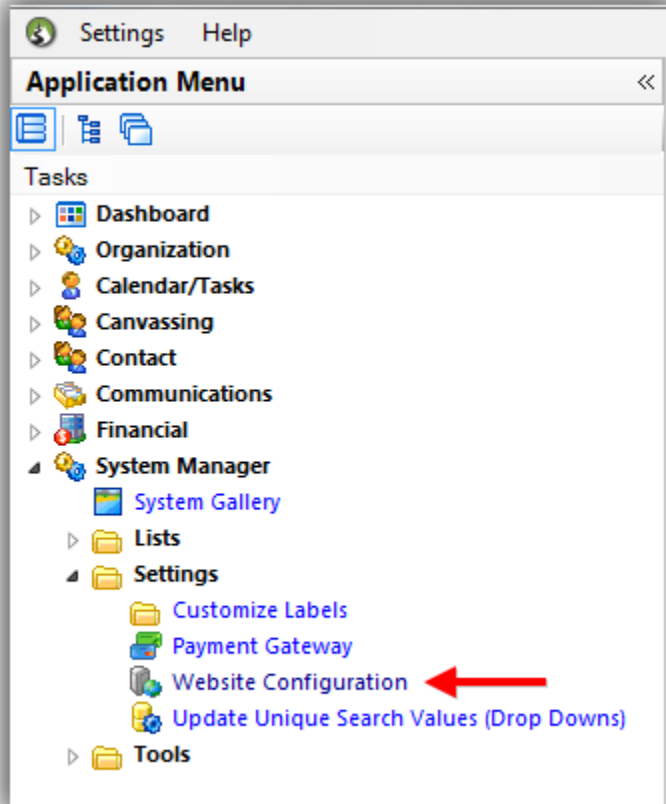 Settings Help
Application Menu
Tasks
Dashboard
Organization
Calendar/Tasks
Canvassing
Contact
Communications
Financial
System Manager
System Gallery
Lists
Settings
Customize Labels
Payment Gateway
Website Configuration
Update Unique Search Values (Drop Downs)
Tools